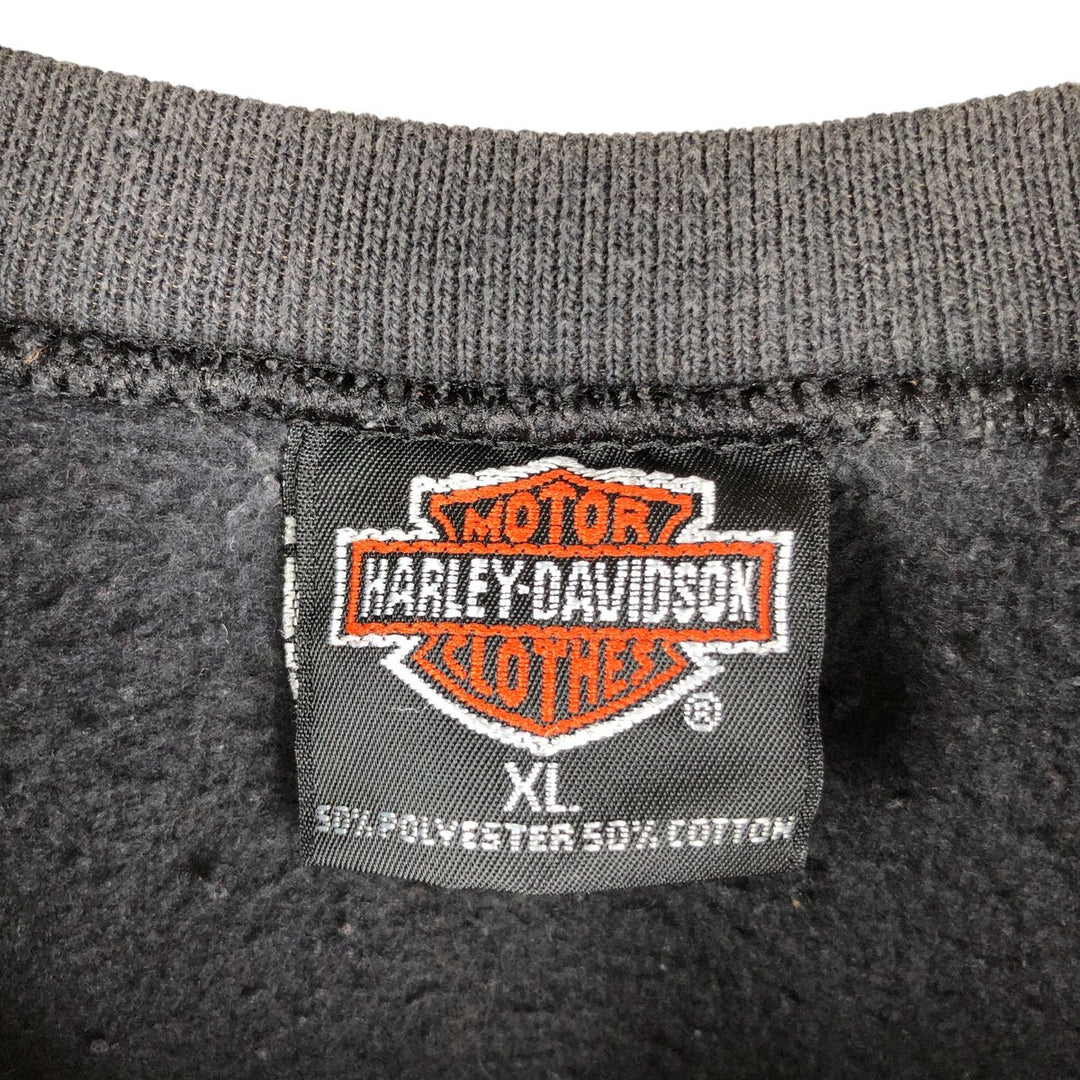 MOTOR
HARLEY-DAVIDSON
CLOTHES
®
XL
50% POLYESTER 50% COTTON